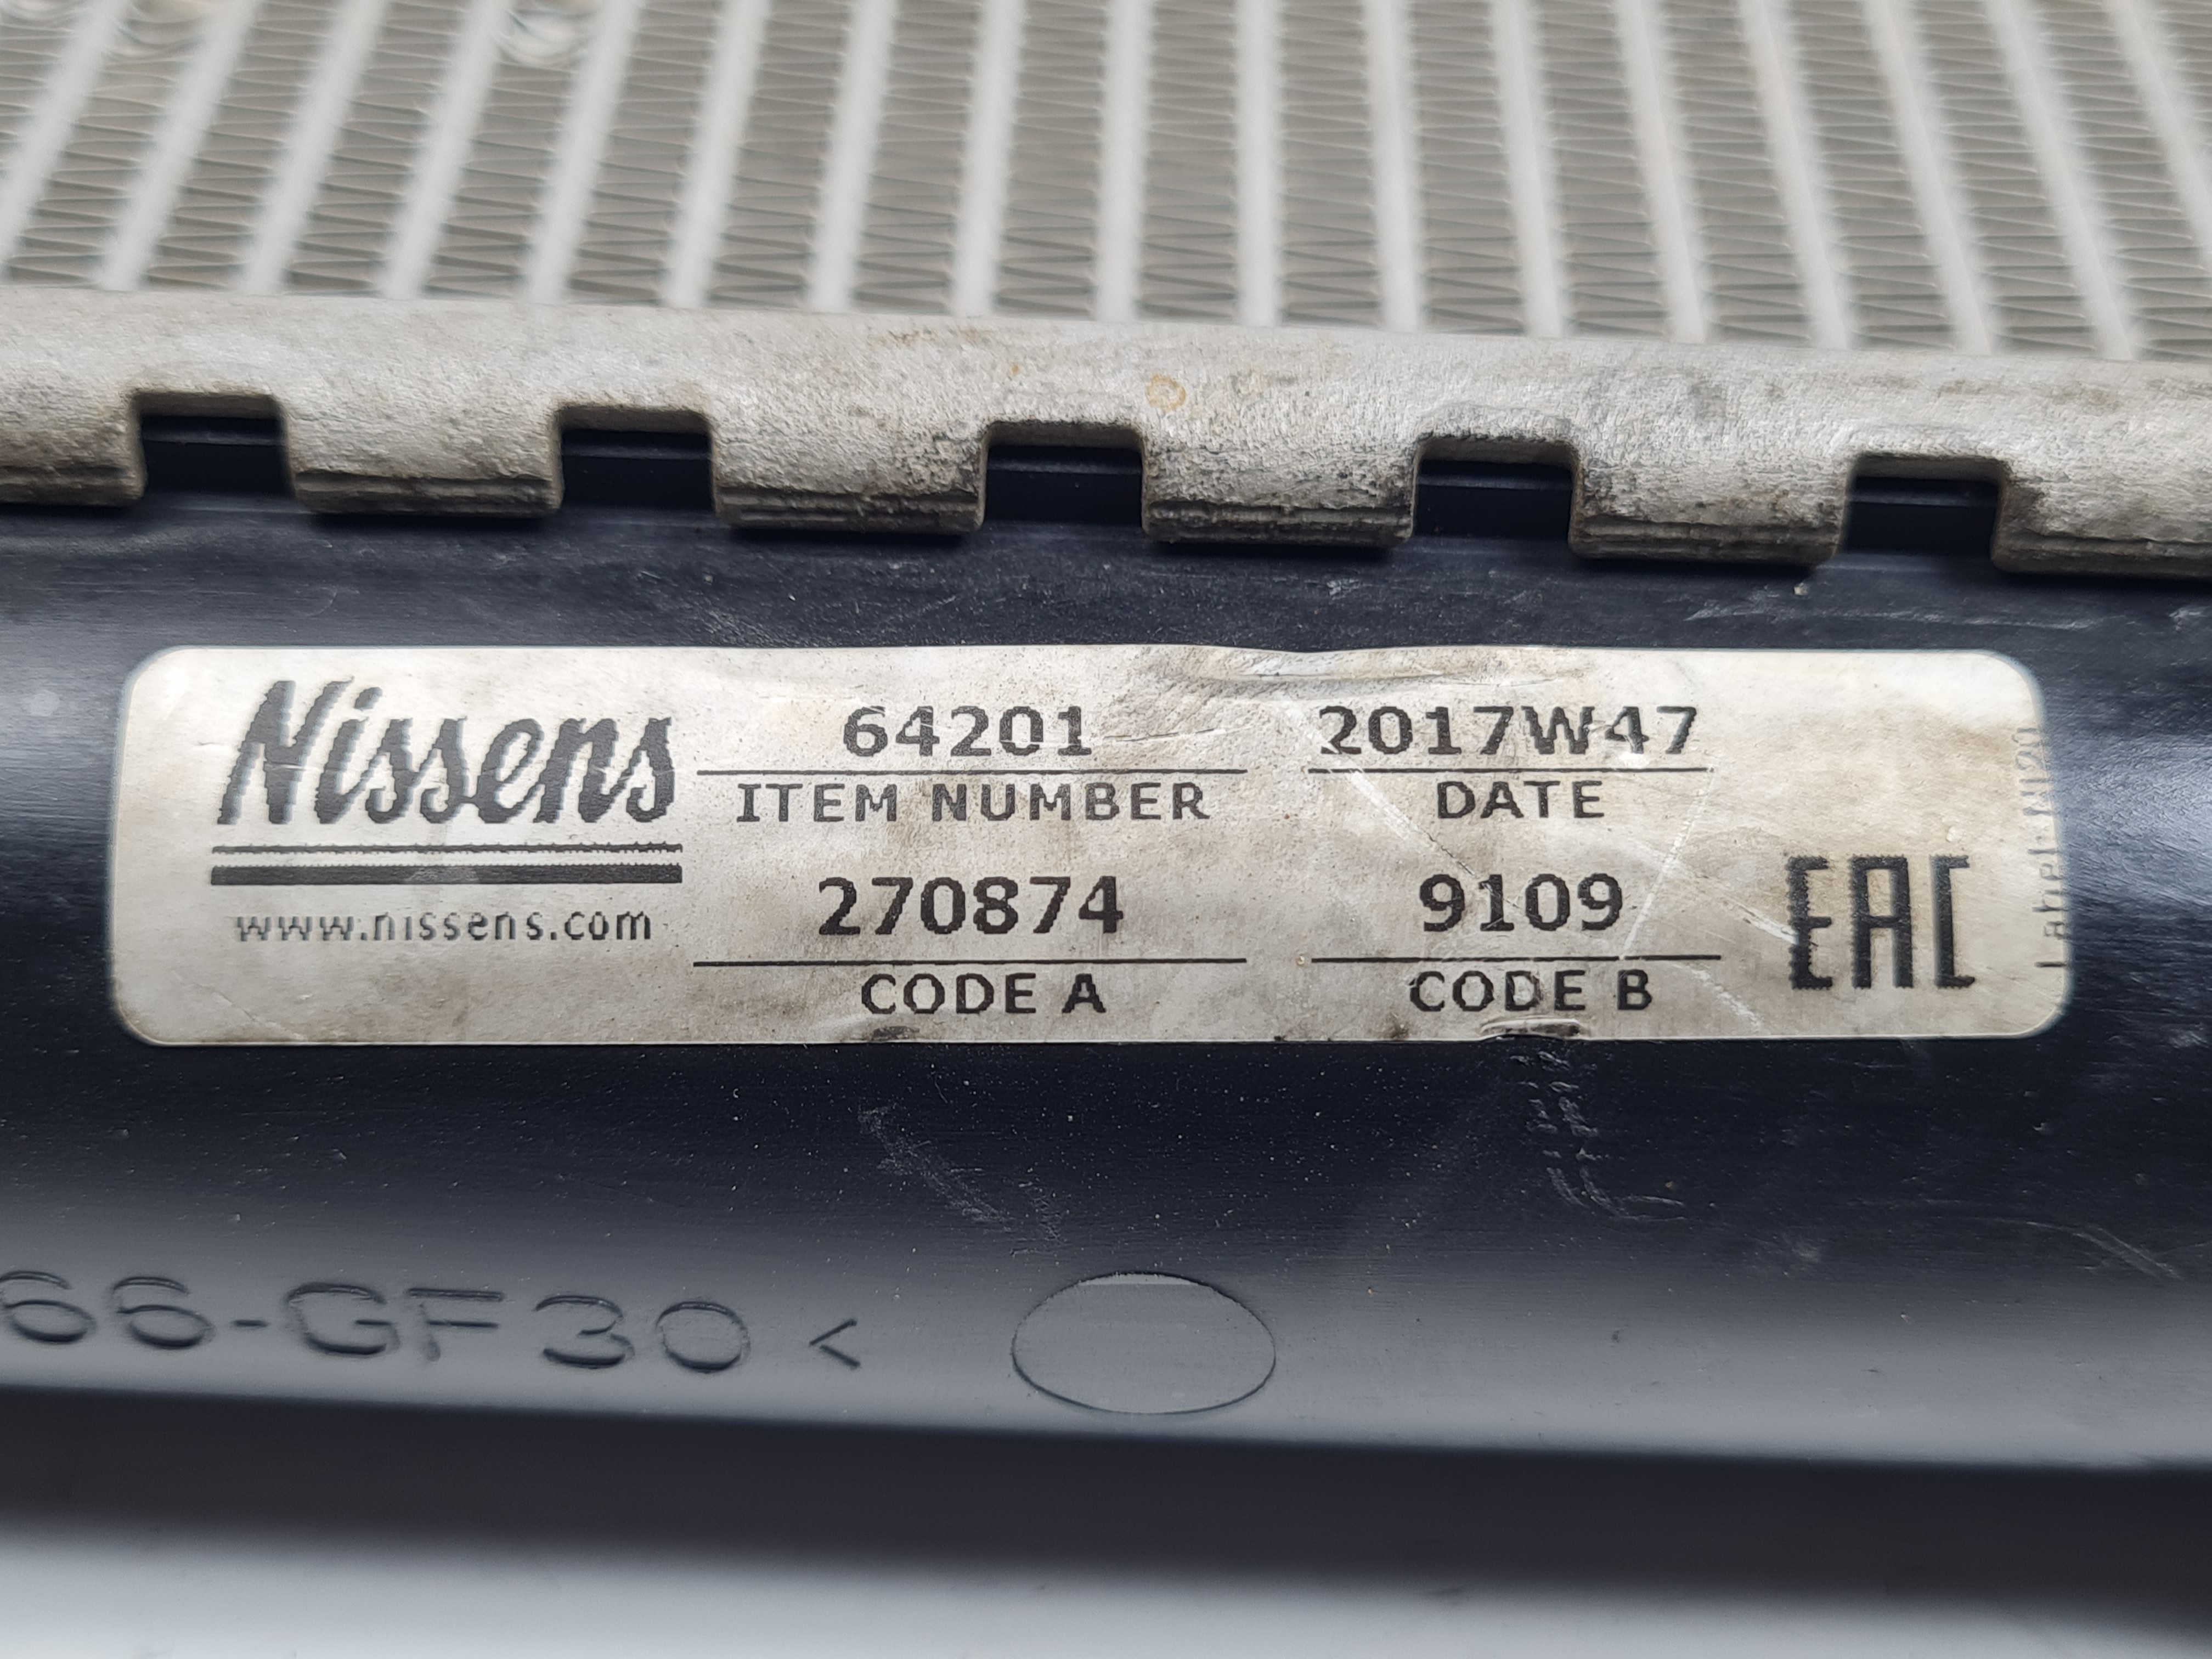 Nissens
www.nissens.com
64201
ITEM NUMBER
2017W47
DATE
270874
CODE A
9109
CODE B
EAC
66-GF30<